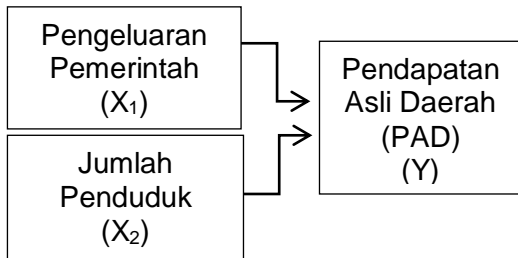 Pengeluaran
Pemerintah
(X₁)
Jumlah
Penduduk
(X₂)
Pendapatan
Asli Daerah
(PAD)
(Y)